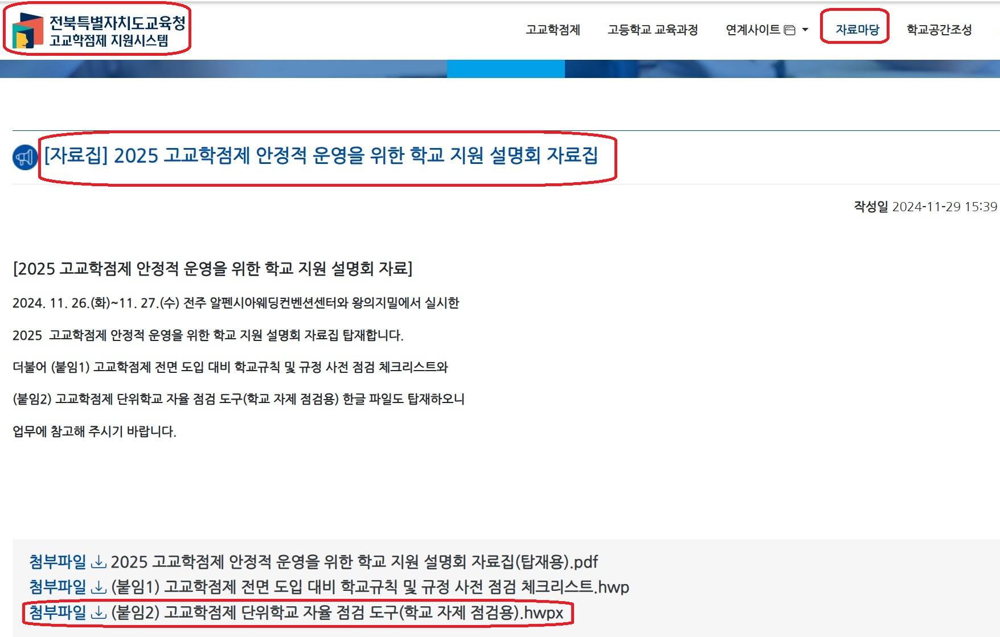 전북특별자치도교육청
고교학점제 지원시스템
고교학점제 고등학교 교육과정 연계사이트 자료마당 학교공간조성
[자료집] 2025 고교학점제 안정적 운영을 위한 학교 지원 설명회 자료집
작성일 2024-11-29 15:39
[2025 고교학점제 안정적 운영을 위한 학교 지원 설명회 자료]
2024. 11. 26.(화)~11. 27.(수) 전주 알펜시아웨딩컨벤션센터와 왕의지밀에서 실시한
2025 고교학점제 안정적 운영을 위한 학교 지원 설명회 자료집 탑재합니다.
더불어 (붙임1) 고교학점제 전면 도입 대비 학교규칙 및 규정 사전 점검 체크리스트와
(붙임2) 고교학점제 단위학교 자율 점검 도구(학교 자제 점검용) 한글 파일도 탑재하오니
업무에 참고해 주시기 바랍니다.
첨부파일 2025 고교학점제 안정적 운영을 위한 학교 지원 설명회 자료집(탑재용).pdf
첨부파일 (붙임1) 고교학점제 전면 도입 대비 학교규칙 및 규정 사전 점검 체크리스트.hwp
첨부파일 (붙임2) 고교학점제 단위학교 자율 점검 도구(학교 자제 점검용).hwpx